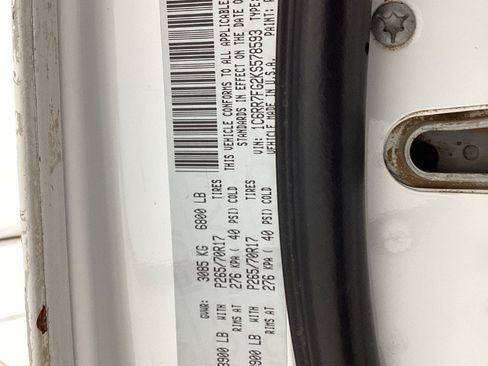 THIS VEHICLE CONFORMS TO ALL APPLICABLE
STANDARDS IN EFFECT ON THE DATE O
VIN: 1C6RR7FG2KS578593 TYPE:
VEHICLE MADE IN U.S.A. PAINT:
GVWR: 3085 KG 6800 LB
3900 LB WITH P265/70R17 TIRES
RIMS AT 276 KPA ( 40 PSI) COLD
900 LB WITH P265/70R17 TIRES
RIMS AT 276 KPA ( 40 PSI) COLD